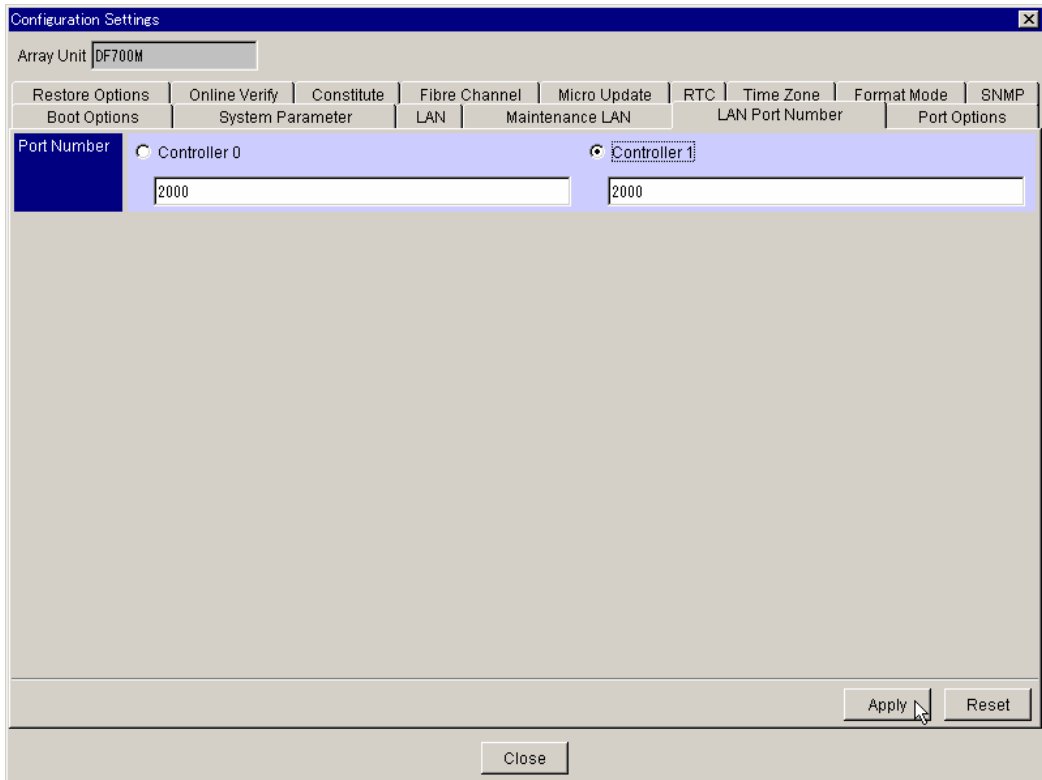 Configuration Settings
Array Unit DF700M
Restore Options Online Verify Constitute Fibre Channel Micro Update RTC Time Zone Format Mode SNMP
Boot Options System Parameter LAN Maintenance LAN LAN Port Number Port Options
Port Number Controller 0 Controller 1
2000 2000
Apply Reset
Close